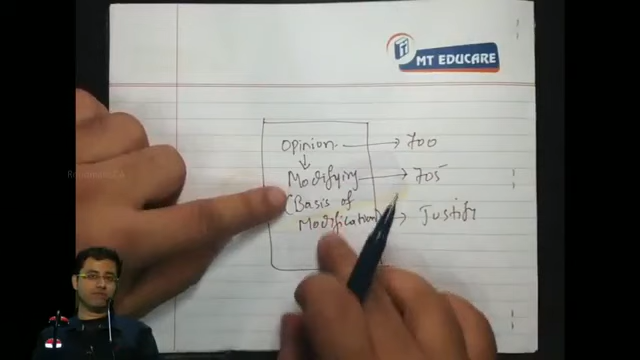 MT EDUCARE
Opinion → 700
↓
Modifying → 705
(Basis of
Modification → Justify